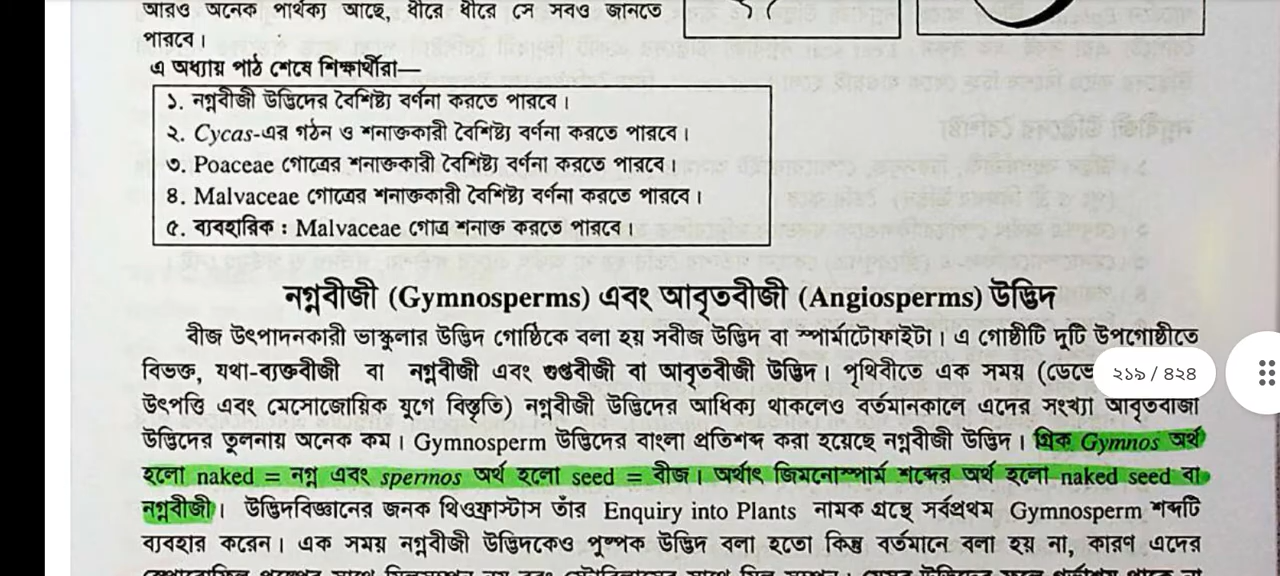 আরও অনেক পার্থক্য আছে, ধীরে ধীরে সে সবও জানতে
পারবে।
এ অধ্যায় পাঠ শেষে শিক্ষার্থীরা—
১. নগ্নবীজী উদ্ভিদের বৈশিষ্ট্য বর্ণনা করতে পারবে।
২. Cycas-এর গঠন ও শনাক্তকারী বৈশিষ্ট্য বর্ণনা করতে পারবে।
৩. Poaceae গোত্রের শনাক্তকারী বৈশিষ্ট্য বর্ণনা করতে পারবে।
৪. Malvaceae গোত্রের শনাক্তকারী বৈশিষ্ট্য বর্ণনা করতে পারবে।
৫. ব্যবহারিক : Malvaceae গোত্র শনাক্ত করতে পারবে।
নগ্নবীজী (Gymnosperms) এবং আবৃতবীজী (Angiosperms) উদ্ভিদ
বীজ উৎপাদনকারী ভাস্কুলার উদ্ভিদ গোষ্ঠিকে বলা হয় সবীজ উদ্ভিদ বা স্পার্মাটোফাইটা। এ গোষ্ঠীটি দুটি উপগোষ্ঠীতে
বিভক্ত, যথা-ব্যক্তবীজী বা নগ্নবীজী এবং গুপ্তবীজী বা আবৃতবীজী উদ্ভিদ। পৃথিবীতে এক সময়
২১৯ / ৪২৪
উৎপত্তি এবং মেসোজোয়িক যুগে বিস্তৃতি) নগ্নবীজী উদ্ভিদের আধিক্য থাকলেও বর্তমানকালে এদের সংখ্যা আবৃতবীজী
উদ্ভিদের তুলনায় অনেক কম। Gymnosperm উদ্ভিদের বাংলা প্রতিশব্দ করা হয়েছে নগ্নবীজী উদ্ভিদ। গ্রিক Gymnos অর্থ
হলো naked = নগ্ন এবং spermos অর্থ হলো seed = বীজ। অর্থাৎ জিমনোস্পার্ম শব্দের অর্থ হলো naked seed বা
নগ্নবীজী। উদ্ভিদবিজ্ঞানের জনক থিওফ্রাস্টাস তাঁর Enquiry into Plants নামক গ্রন্থে সর্বপ্রথম Gymnosperm শব্দটি
ব্যবহার করেন। এক সময় নগ্নবীজী উদ্ভিদকেও পুষ্পক উদ্ভিদ বলা হতো কিন্তু বর্তমানে বলা হয় না, কারণ এদের